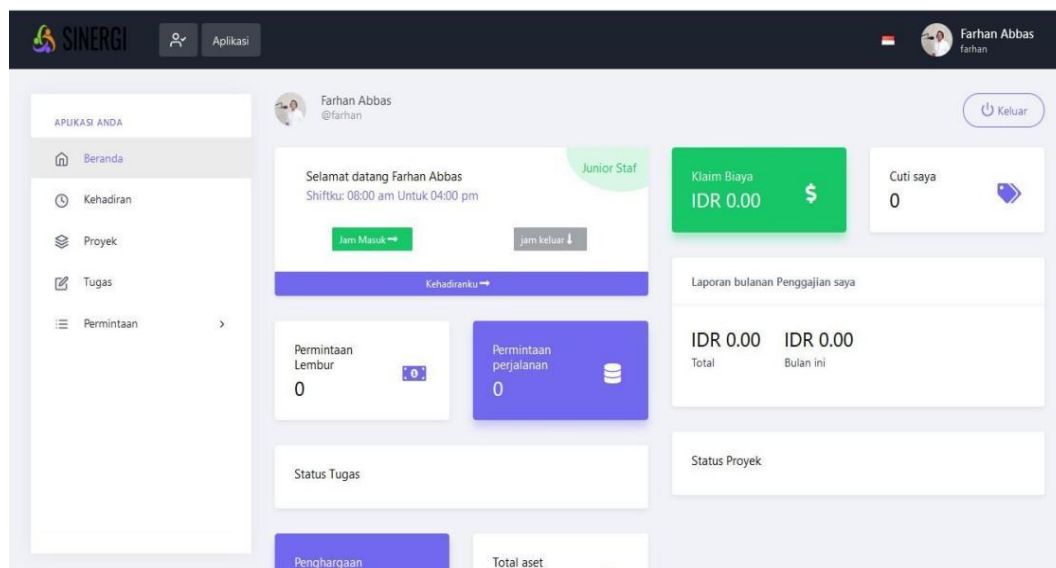 SINERGI
Aplikasi
Farhan Abbas
farhan
APLIKASI ANDA
Beranda
Kehadiran
Proyek
Tugas
Permintaan
Farhan Abbas
@farhan
Keluar
Selamat datang Farhan Abbas
Junior Staf
Shiftku: 08:00 am Untuk 04:00 pm
Jam Masuk
jam keluar
Kehadiranku
Klaim Biaya
IDR 0.00
$
Cuti saya
0
Permintaan
Lembur
0
Permintaan
perjalanan
0
Laporan bulanan Penggajian saya
IDR 0.00 IDR 0.00
Total Bulan ini
Status Tugas
Status Proyek
Penghargaan
Total aset